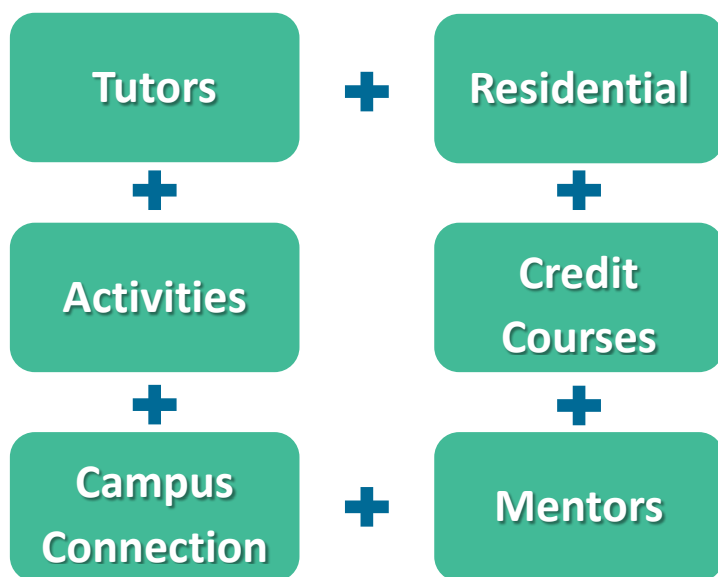 Tutors
Residential
Activities
Credit
Courses
Campus
Connection
Mentors